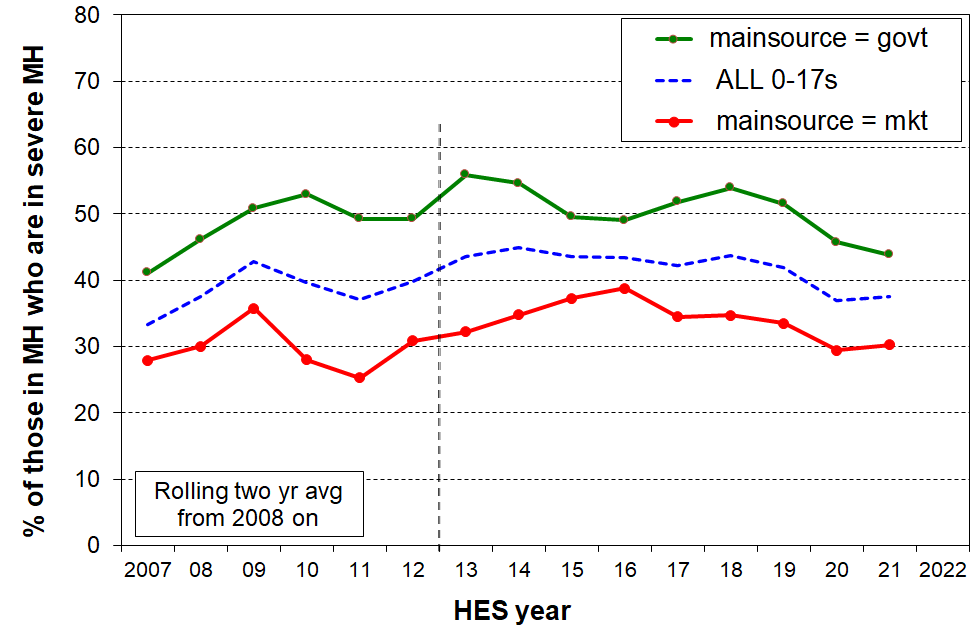 % of those in MH who are in severe MH
80
70
60
50
40
30
20
10
0
mainsource = govt
ALL 0-17s
mainsource = mkt
Rolling two yr avg
from 2008 on
2007 08 09 10 11 12 13 14 15 16 17 18 19 20 21 2022
HES year